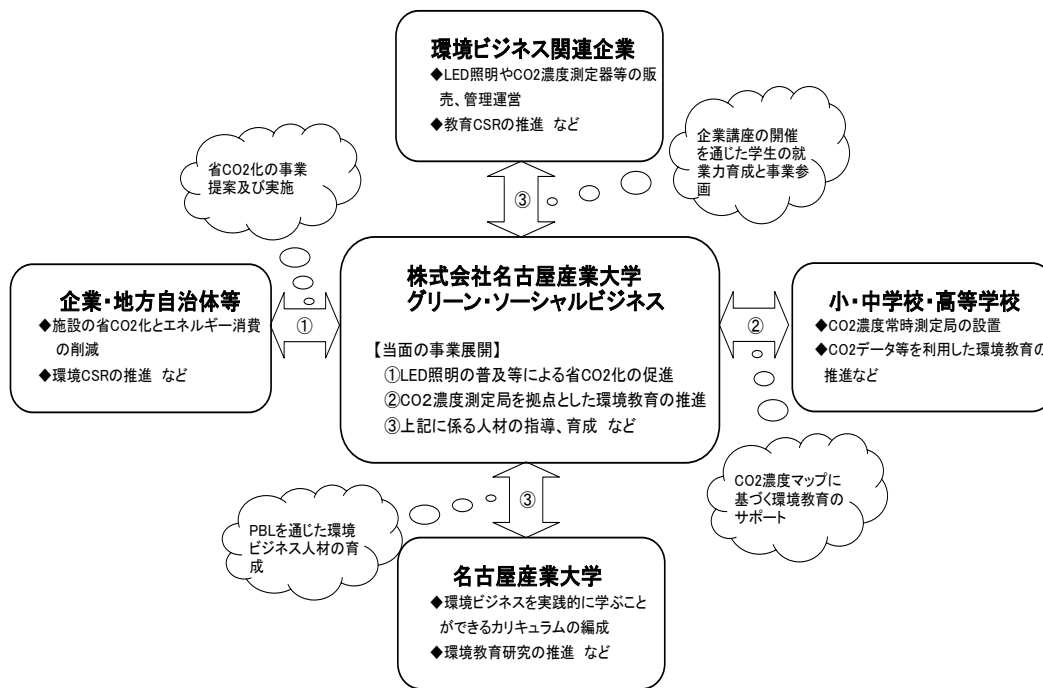 環境ビジネス関連企業
◆LED照明やCO2濃度測定器等の販
売、管理運営
◆教育CSRの推進 など
企業講座の開催
を通じた学生の就
業力育成と事業参
画
省CO2化の事業
提案及び実施
③
企業・地方自治体等
◆施設の省CO2化とエネルギー消費
の削減
◆環境CSRの推進 など
①
株式会社名古屋産業大学
グリーン・ソーシャルビジネス
【当面の事業展開】
①LED照明の普及等による省CO2化の促進
②CO2濃度測定局を拠点とした環境教育の推進
③上記に係る人材の指導、育成 など
②
小・中学校・高等学校
◆CO2濃度常時測定局の設置
◆CO2データ等を利用した環境教育の
推進など
CO2濃度マップに
基づく環境教育の
サポート
③
PBLを通じた環境
ビジネス人材の育
成
名古屋産業大学
◆環境ビジネスを実践的に学ぶこと
ができるカリキュラムの編成
◆環境教育研究の推進 など